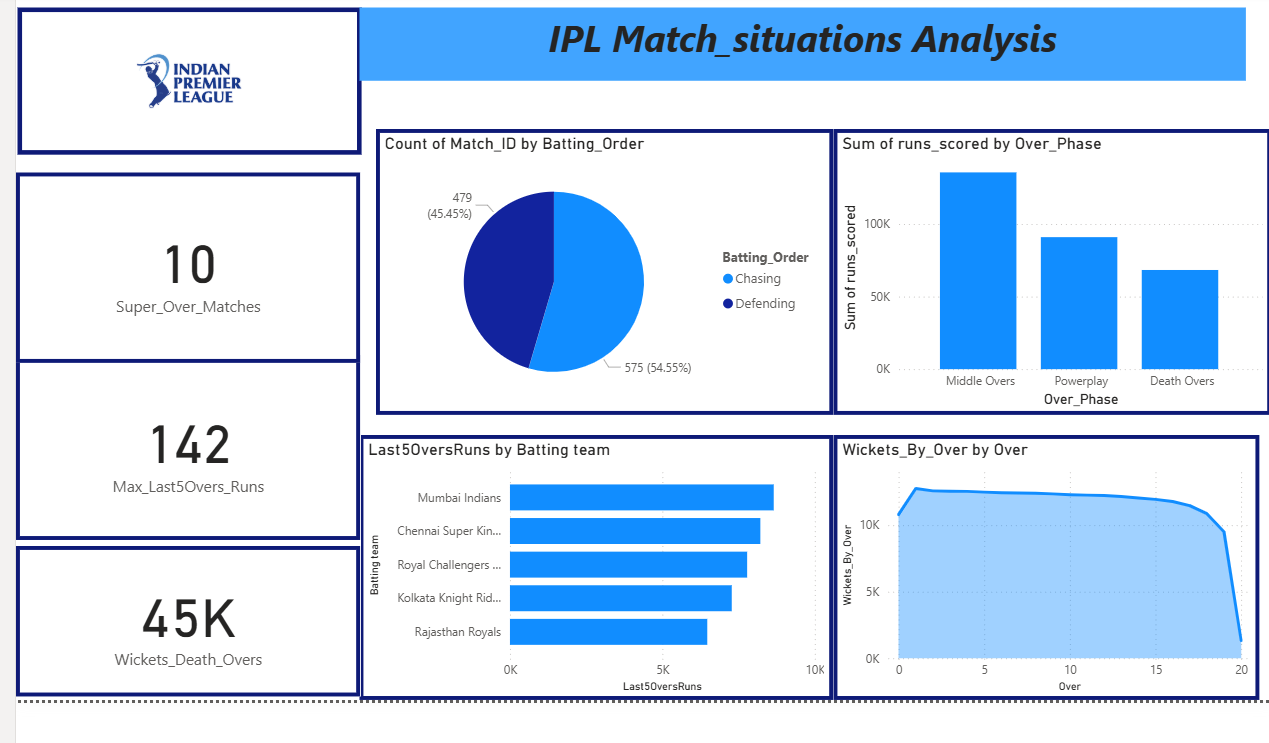 INDIAN
PREMIER
LEAGUE
IPL Match_situations Analysis
10
Super_Over_Matches
142
Max_Last5Overs_Runs
45K
Wickets_Death_Overs
Count of Match_ID by Batting_Order
479
(45.45%)
575 (54.55%)
Batting_Order
Chasing
Defending
Sum of runs_scored by Over_Phase
Sum of runs_scored
100K
50K
0K
Middle Overs
Powerplay
Death Overs
Over_Phase
Last5OversRuns by Batting team
Batting team
Mumbai Indians
Chennai Super Kin...
Royal Challengers ...
Kolkata Knight Rid...
Rajasthan Royals
0K
5K
10K
Last5OversRuns
Wickets_By_Over by Over
Wickets_By_Over
10K
5K
0K
0
5
10
15
20
Over